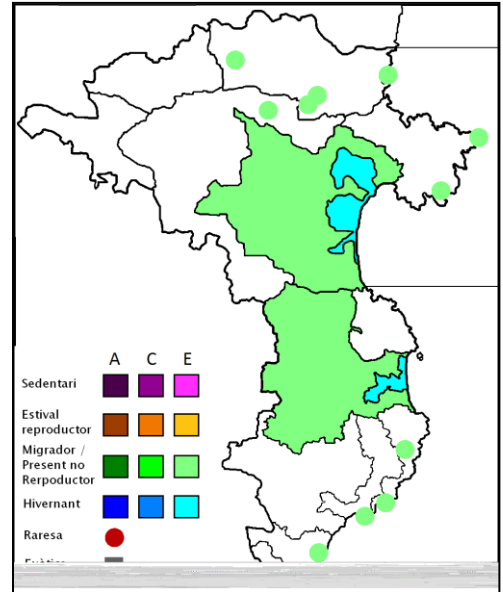 A C E
Sedentari
Estival
reproductor
Migrador /
Present no
Rerpoductor
Hivernant
Raresa